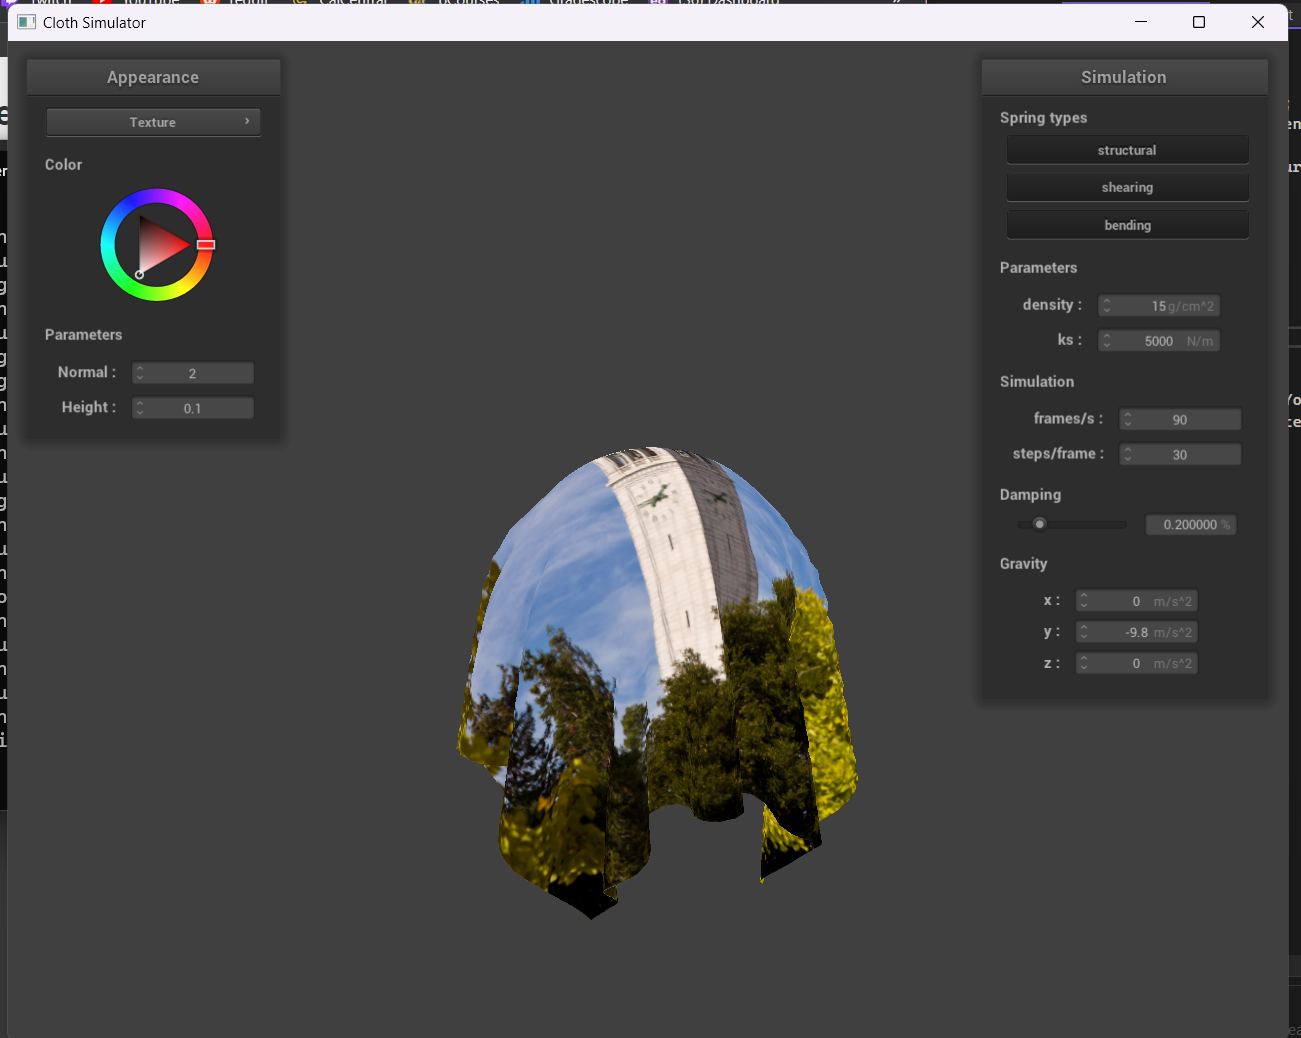 Cloth Simulator
Appearance
Texture
Color
Parameters
Normal : 2
Height : 0.1
Simulation
Spring types
structural
shearing
bending
Parameters
density : 15 g/cm^2
ks : 5000 N/m
Simulation
frames/s : 90
steps/frame : 30
Damping
0.200000 %
Gravity
x : 0 m/s^2
y : -9.8 m/s^2
z : 0 m/s^2